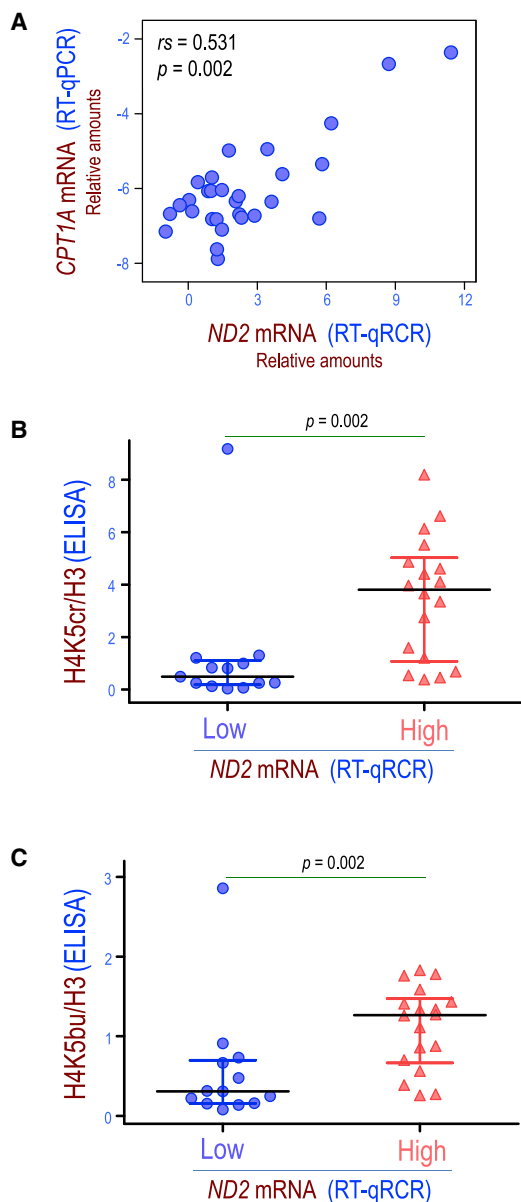 A
rs = 0.531
p = 0.002
CPT1A mRNA (RT-qPCR)
Relative amounts
-2
-4
-6
-8
0 3 6 9 12
ND2 mRNA (RT-qRCR)
Relative amounts
B
p = 0.002
H4K5cr/H3 (ELISA)
8
6
4
2
0
Low High
ND2 mRNA (RT-qRCR)
C
p = 0.002
H4K5bu/H3 (ELISA)
3
2
1
0
Low High
ND2 mRNA (RT-qRCR)